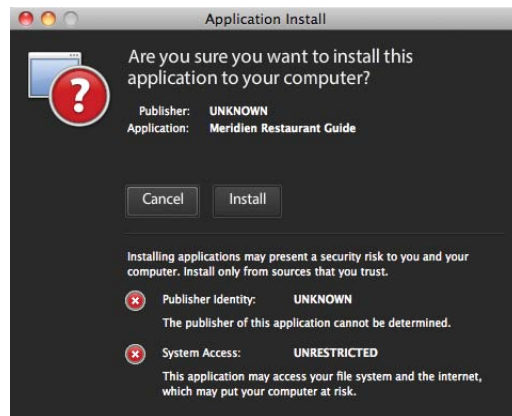 Application Install
Are you sure you want to install this
application to your computer?
Publisher: UNKNOWN
Application: Meridien Restaurant Guide
Cancel Install
Installing applications may present a security risk to you and your
computer. Install only from sources that you trust.
Publisher Identity: UNKNOWN
The publisher of this application cannot be determined.
System Access: UNRESTRICTED
This application may access your file system and the internet,
which may put your computer at risk.